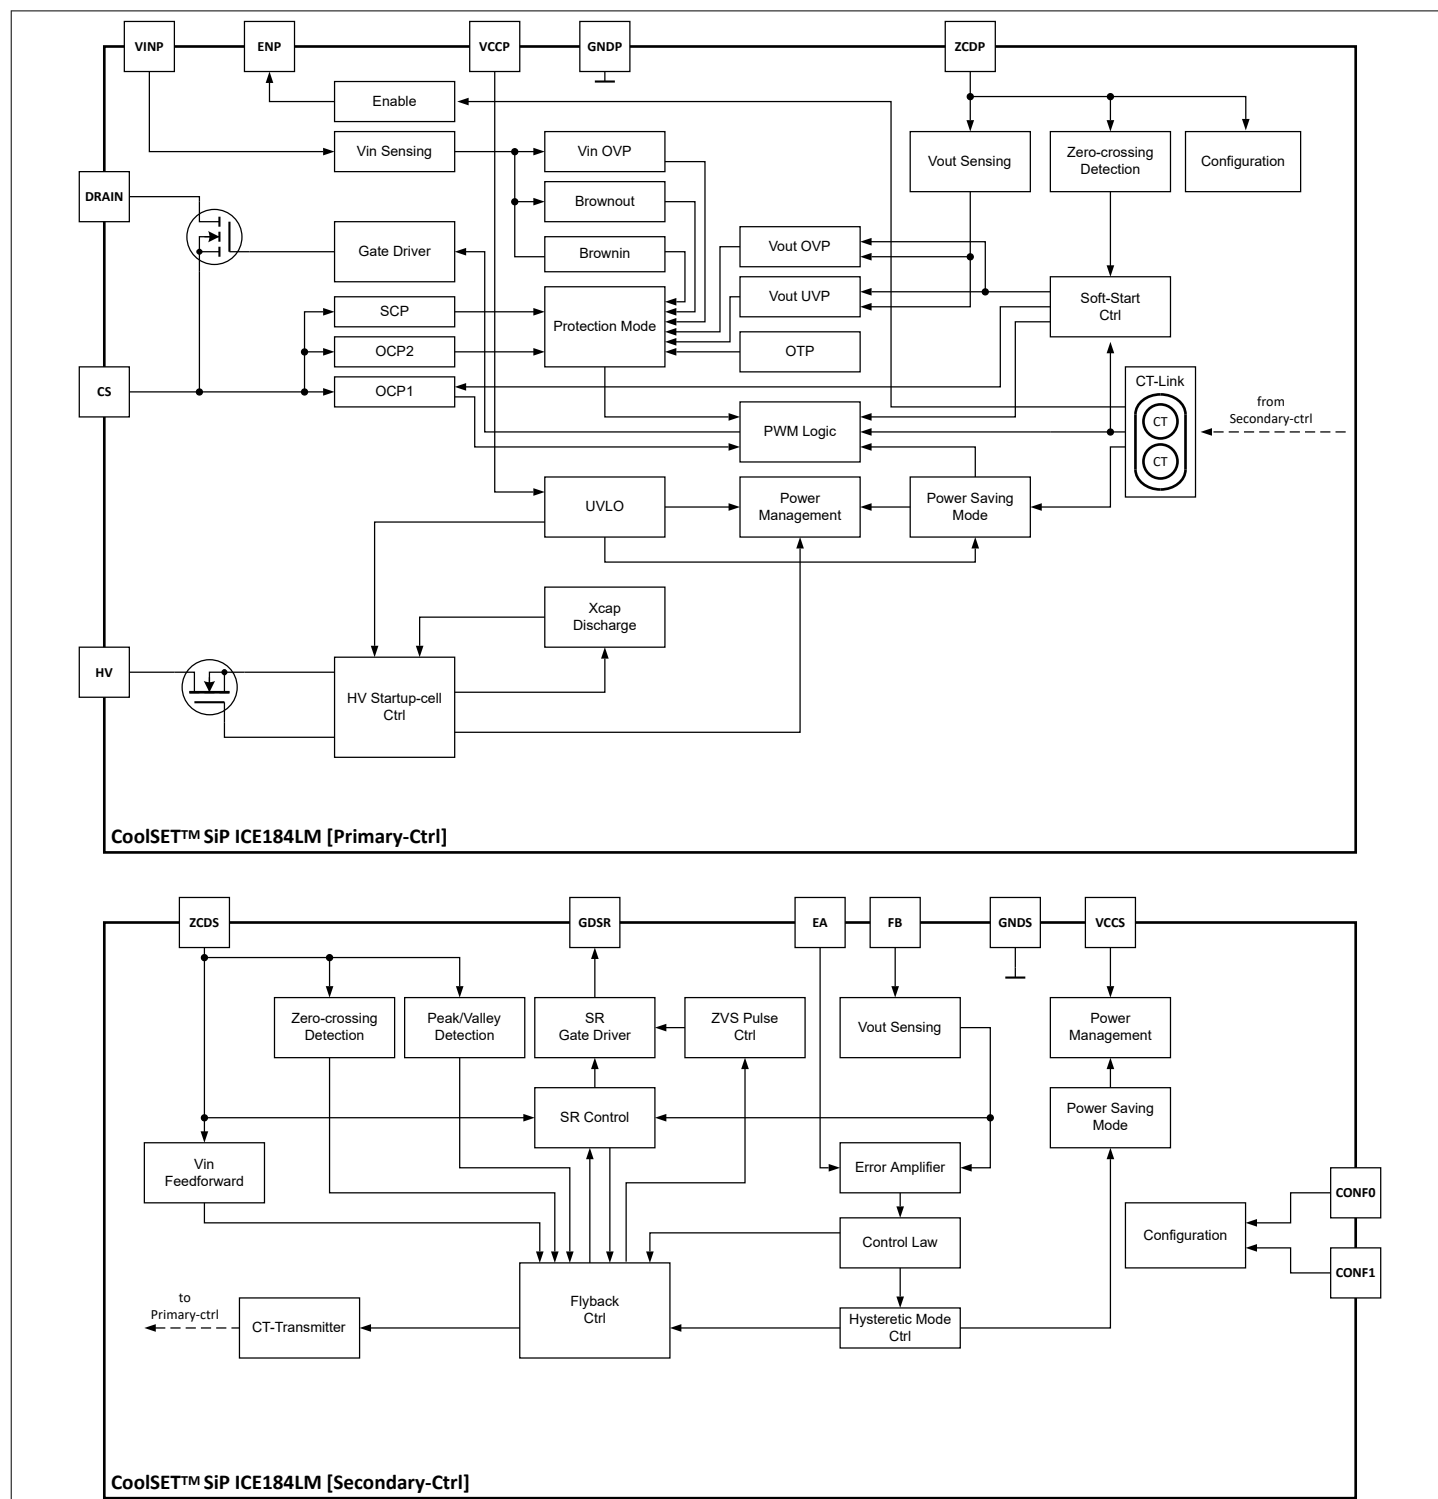 VINP
ENP
VCCP
GNDP
ZCDP
Enable
Vin Sensing
Vin OVP
Vout Sensing
Zero-crossing
Detection
Configuration
DRAIN
Brownout
Gate Driver
Brownin
Vout OVP
SCP
Protection Mode
Vout UVP
Soft-Start
Ctrl
OCP2
OTP
CS
OCP1
CT-Link
CT
CT
from
Secondary-ctrl
PWM Logic
UVLO
Power
Management
Power Saving
Mode
Xcap
Discharge
HV
HV Startup-cell
Ctrl
CoolSET™ SiP ICE184LM [Primary-Ctrl]
ZCDS
GDSR
EA
FB
GNDS
VCCS
Zero-crossing
Detection
Peak/Valley
Detection
SR
Gate Driver
ZVS Pulse
Ctrl
Vout Sensing
Power
Management
SR Control
Power Saving
Mode
Vin
Feedforward
Error Amplifier
CONF0
Configuration
Control Law
CONF1
to
Primary-ctrl
CT-Transmitter
Flyback
Ctrl
Hysteretic Mode
Ctrl
CoolSET™ SiP ICE184LM [Secondary-Ctrl]